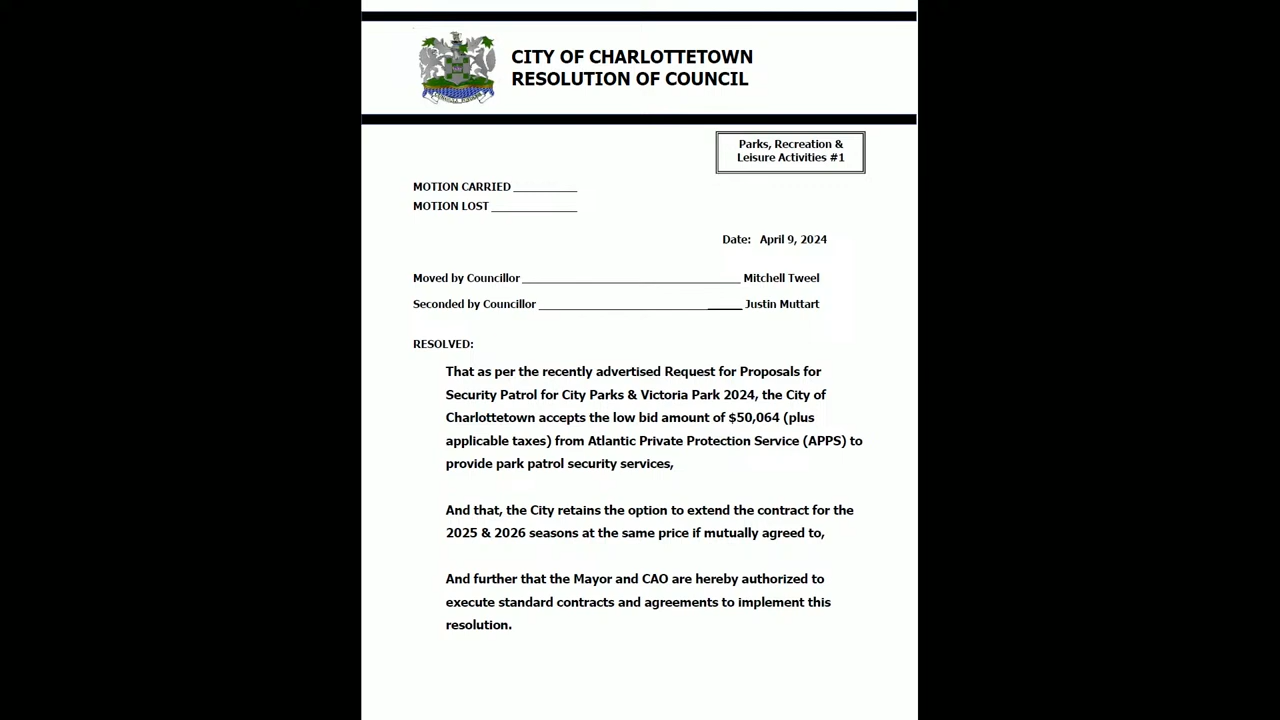 CITY OF CHARLOTTETOWN
RESOLUTION OF COUNCIL
Parks, Recreation &
Leisure Activities #1
MOTION CARRIED ___________
MOTION LOST _______________
Date: April 9, 2024
Moved by Councillor ______________________________________ Mitchell Tweel
Seconded by Councillor ___________________________________ Justin Muttart
RESOLVED:
That as per the recently advertised Request for Proposals for
Security Patrol for City Parks & Victoria Park 2024, the City of
Charlottetown accepts the low bid amount of $50,064 (plus
applicable taxes) from Atlantic Private Protection Service (APPS) to
provide park patrol security services,
And that, the City retains the option to extend the contract for the
2025 & 2026 seasons at the same price if mutually agreed to,
And further that the Mayor and CAO are hereby authorized to
execute standard contracts and agreements to implement this
resolution.